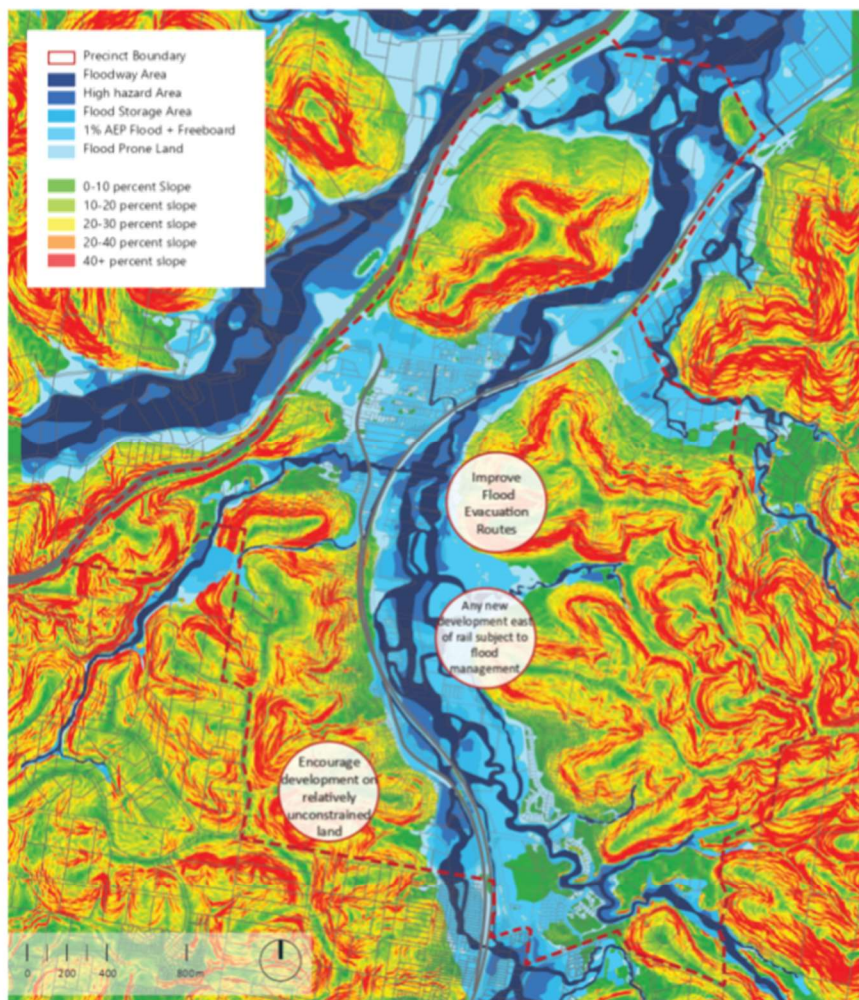 Precinct Boundary
Floodway Area
High hazard Area
Flood Storage Area
1% AEP Flood + Freeboard
Flood Prone Land
0-10 percent Slope
10-20 percent slope
20-30 percent slope
20-40 percent slope
40+ percent slope
Improve
Flood
Evacuation
Routes
Any new
development east
of rail subject to
flood
management
Encourage
development on
relatively
unconstrained
land
0 200 400 800m